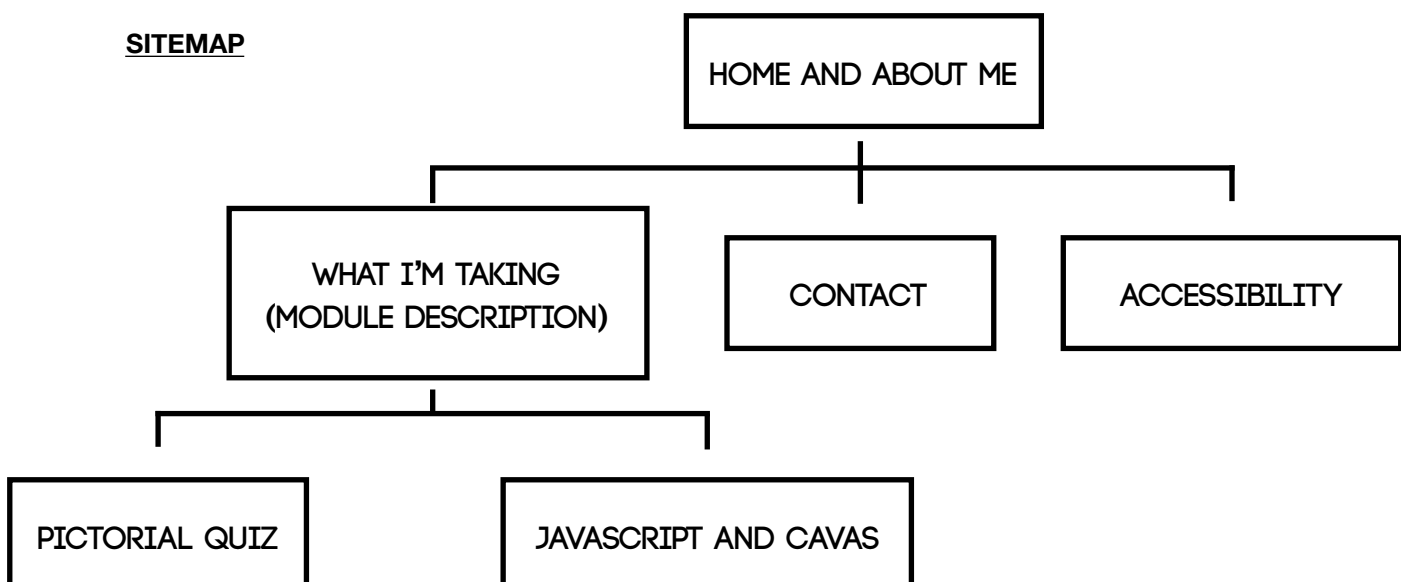 SITEMAP
HOME AND ABOUT ME
WHAT I'M TAKING
(MODULE DESCRIPTION)
CONTACT
ACCESSIBILITY
PICTORIAL QUIZ
JAVASCRIPT AND CAVAS